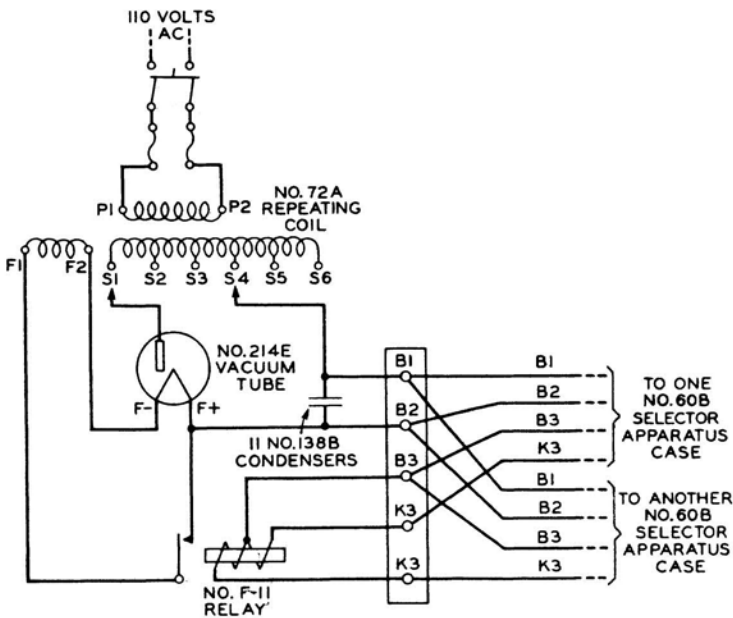 110 VOLTS
AC
P1
P2
NO. 72A
REPEATING
COIL
F1
F2
S1
S2
S3
S4
S5
S6
NO. 214E
VACUUM
TUBE
F-
F+
11 NO. 138B
CONDENSERS
NO. F-11
RELAY
B1
B2
B3
K3
K3
B1
B2
B3
K3
TO ONE
NO. 60B
SELECTOR
APPARATUS
CASE
B1
B2
B3
K3
TO ANOTHER
NO. 60B
SELECTOR
APPARATUS
CASE